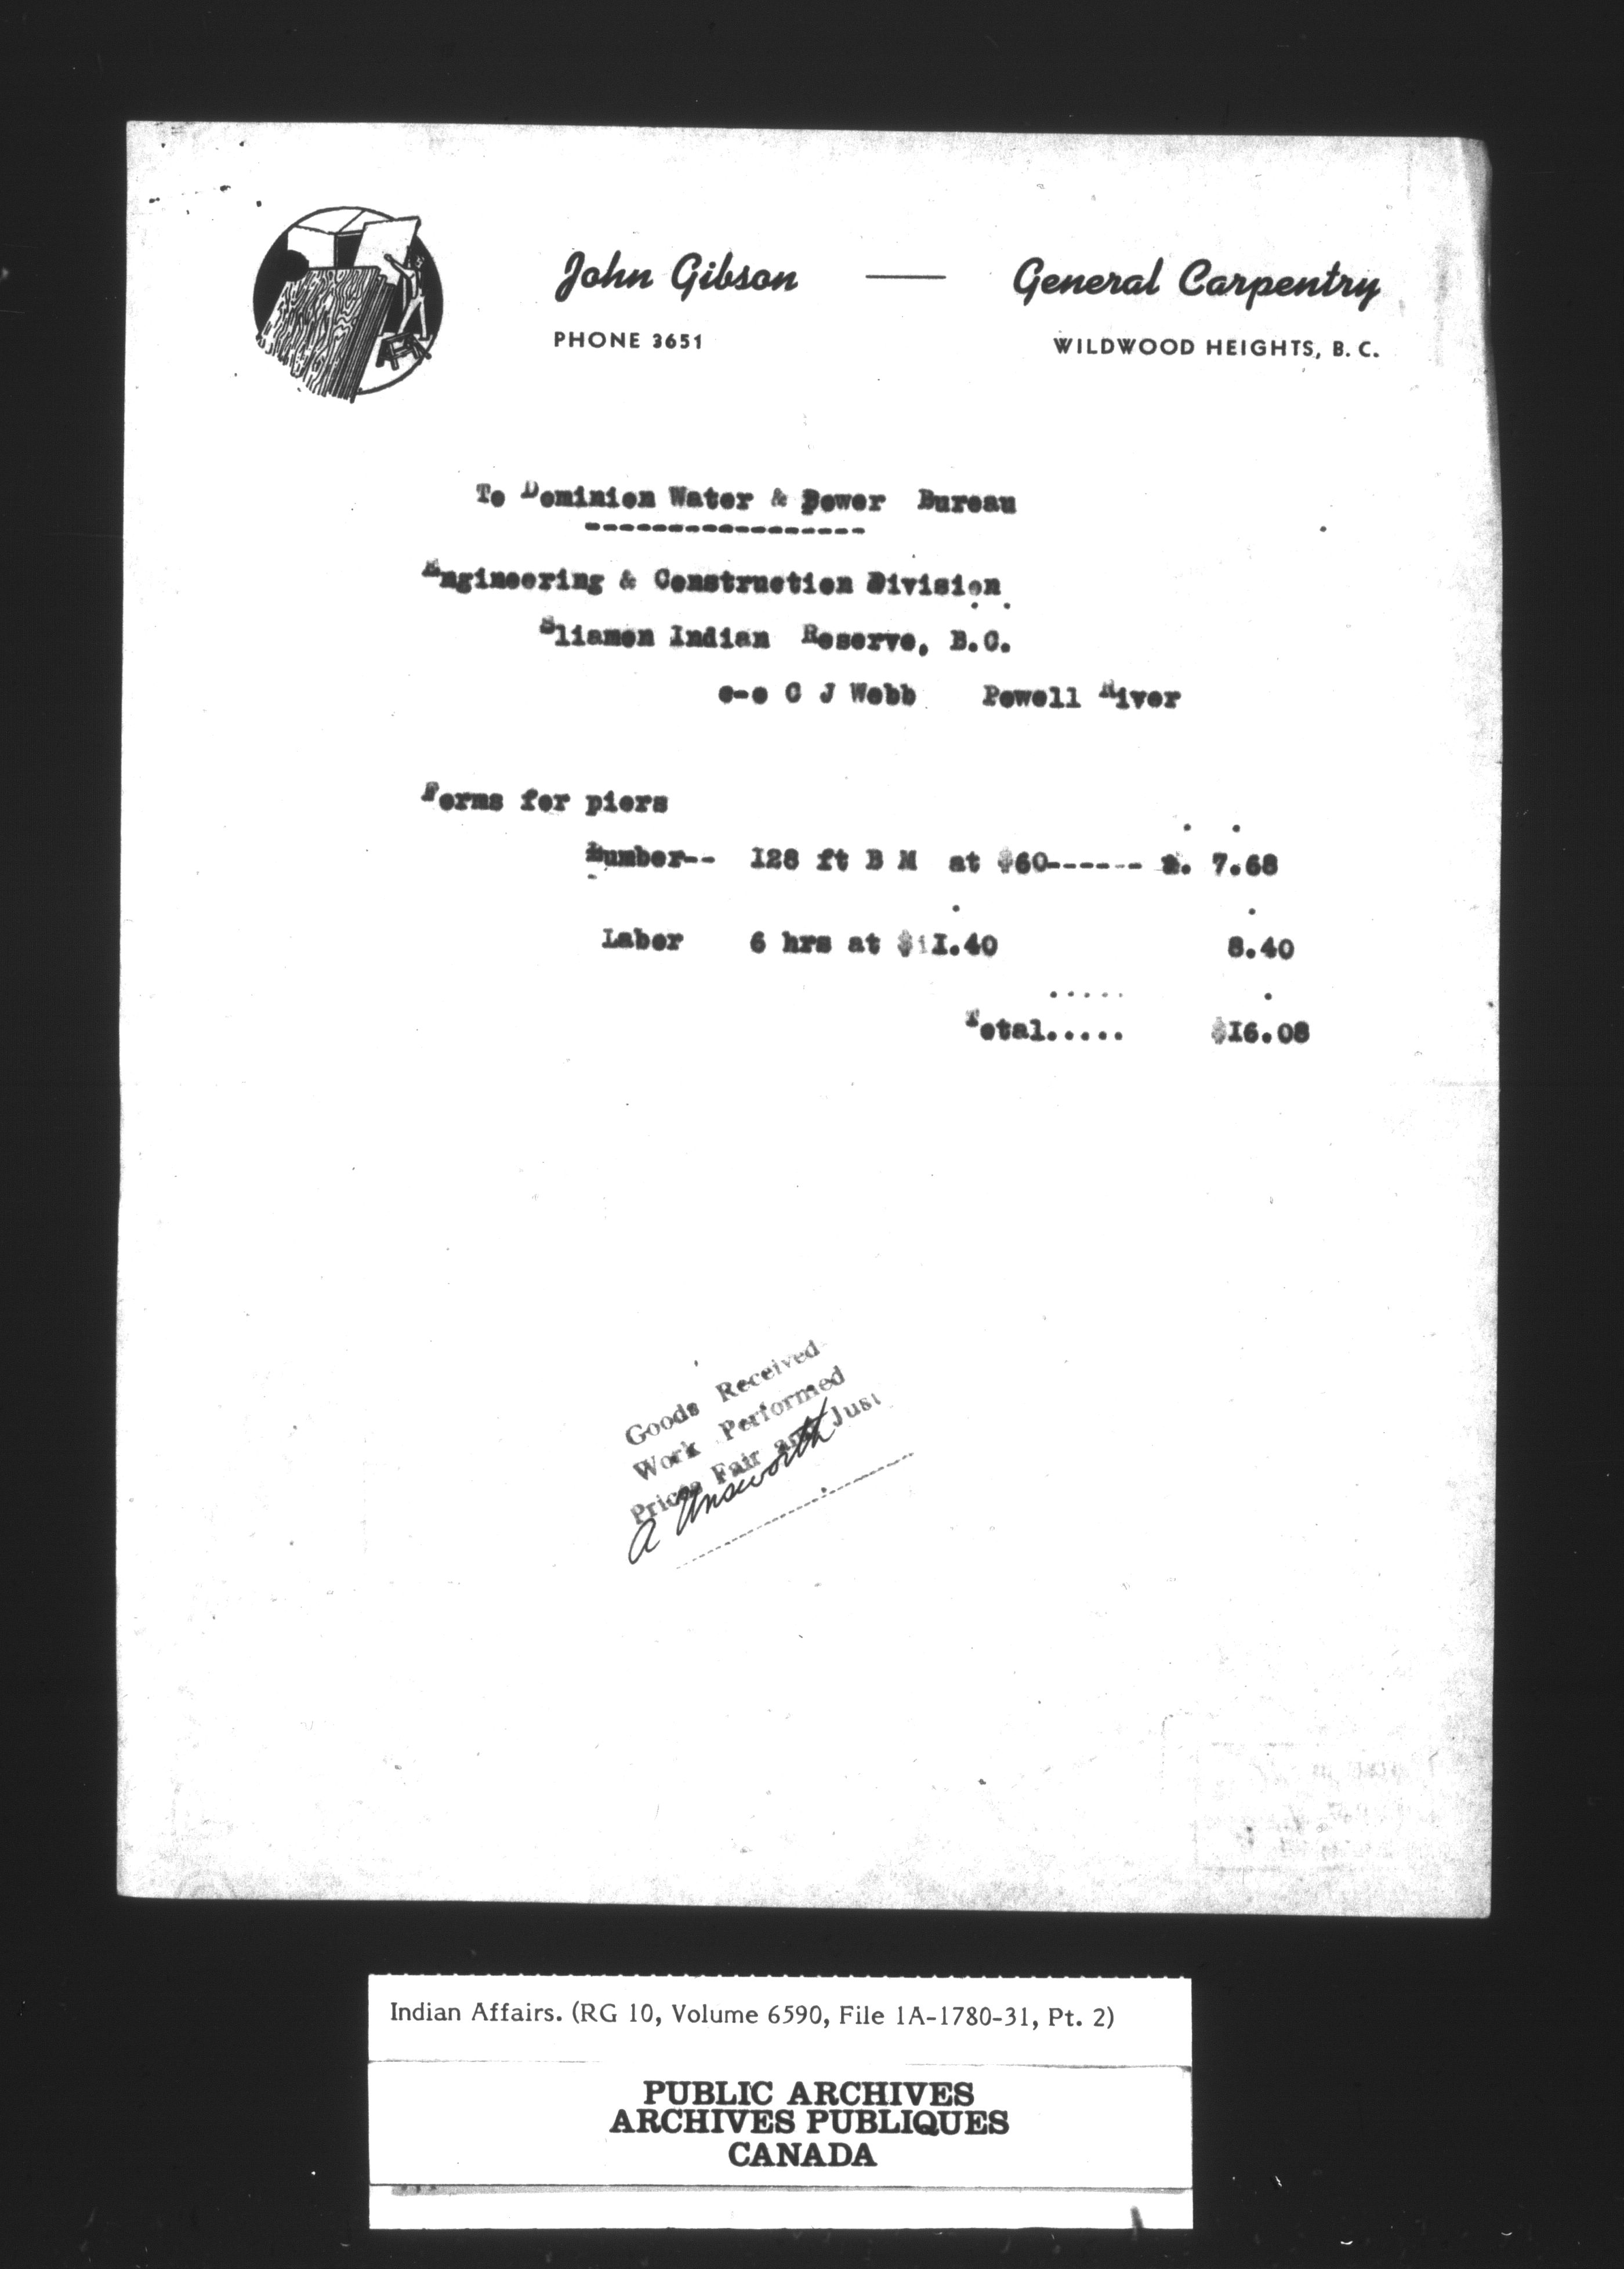 John Gibson — General Carpentry
PHONE 3651 WILDWOOD HEIGHTS, B. C.
To Dominion Water & Power Bureau
-----------------
Engineering & Construction Division
Sliamon Indian Reserve, B.C.
c-o C J Webb Powell River
Forms for piers
Lumber-- I28 ft B M at $60------ $. 7.68
Labor 6 hrs at $I.40 8.40
Total..... $I6.08
Goods Received
Work Performed
Prices Fair and Just
A Unsworth
Indian Affairs. (RG 10, Volume 6590, File 1A-1780-31, Pt. 2)
PUBLIC ARCHIVES
ARCHIVES PUBLIQUES
CANADA